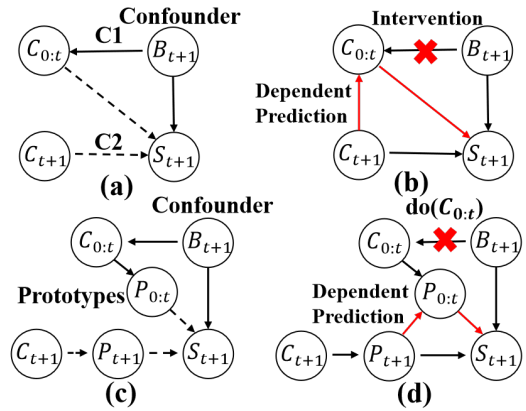 Confounder
C1
C_{0:t}
B_{t+1}
C2
C_{t+1}
S_{t+1}
(a)
Intervention
C_{0:t}
B_{t+1}
Dependent
Prediction
C_{t+1}
S_{t+1}
(b)
Confounder
C_{0:t}
B_{t+1}
Prototypes
P_{0:t}
C_{t+1}
P_{t+1}
S_{t+1}
(c)
do(C_{0:t})
C_{0:t}
B_{t+1}
Dependent
Prediction
P_{0:t}
C_{t+1}
P_{t+1}
S_{t+1}
(d)